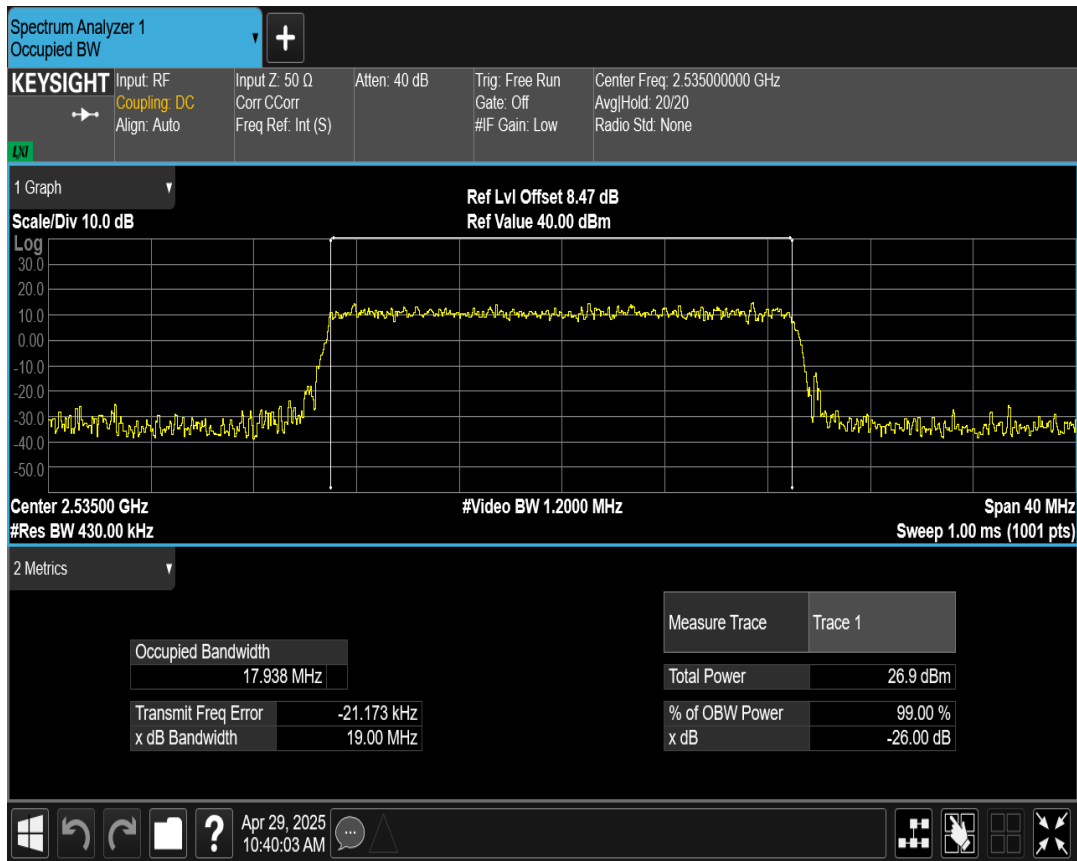 Spectrum Analyzer 1
Occupied BW
+
KEYSIGHT
LXI
Input: RF
Coupling: DC
Align: Auto
Input Z: 50 Ω
Corr CCorr
Freq Ref: Int (S)
Atten: 40 dB
Trig: Free Run
Gate: Off
#IF Gain: Low
Center Freq: 2.535000000 GHz
Avg|Hold: 20/20
Radio Std: None
1 Graph
Ref Lvl Offset 8.47 dB
Scale/Div 10.0 dB
Ref Value 40.00 dBm
Log
30.0
20.0
10.0
0.00
-10.0
-20.0
-30.0
-40.0
-50.0
Center 2.53500 GHz
#Video BW 1.2000 MHz
Span 40 MHz
#Res BW 430.00 kHz
Sweep 1.00 ms (1001 pts)
2 Metrics
Measure Trace Trace 1
Occupied Bandwidth
17.938 MHz
Total Power 26.9 dBm
Transmit Freq Error -21.173 kHz
% of OBW Power 99.00 %
x dB Bandwidth 19.00 MHz
x dB -26.00 dB
?
Apr 29, 2025
10:40:03 AM